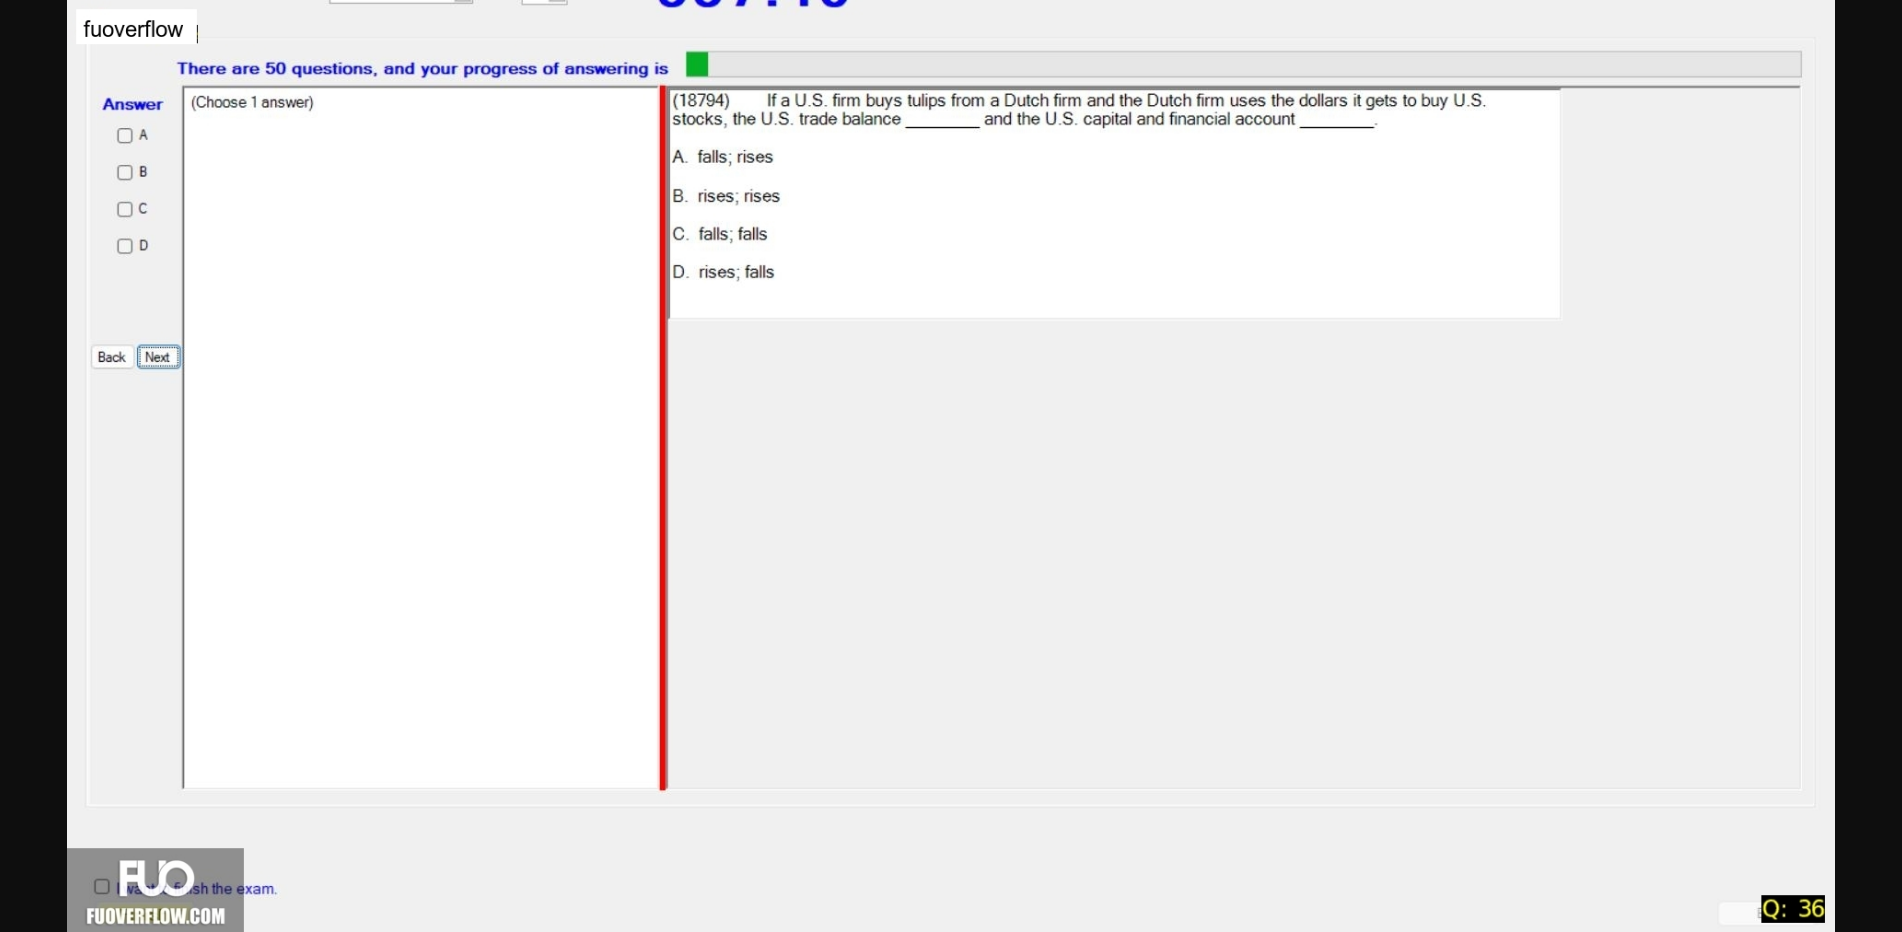 fuoverflow
There are 50 questions, and your progress of answering is
Answer
(Choose 1 answer)
A
B
C
D
Back Next
(18794) If a U.S. firm buys tulips from a Dutch firm and the Dutch firm uses the dollars it gets to buy U.S.
stocks, the U.S. trade balance ________ and the U.S. capital and financial account ________.
A. falls; rises
B. rises; rises
C. falls; falls
D. rises; falls
FUO
the exam.
FUOVERFLOW.COM
Q: 36